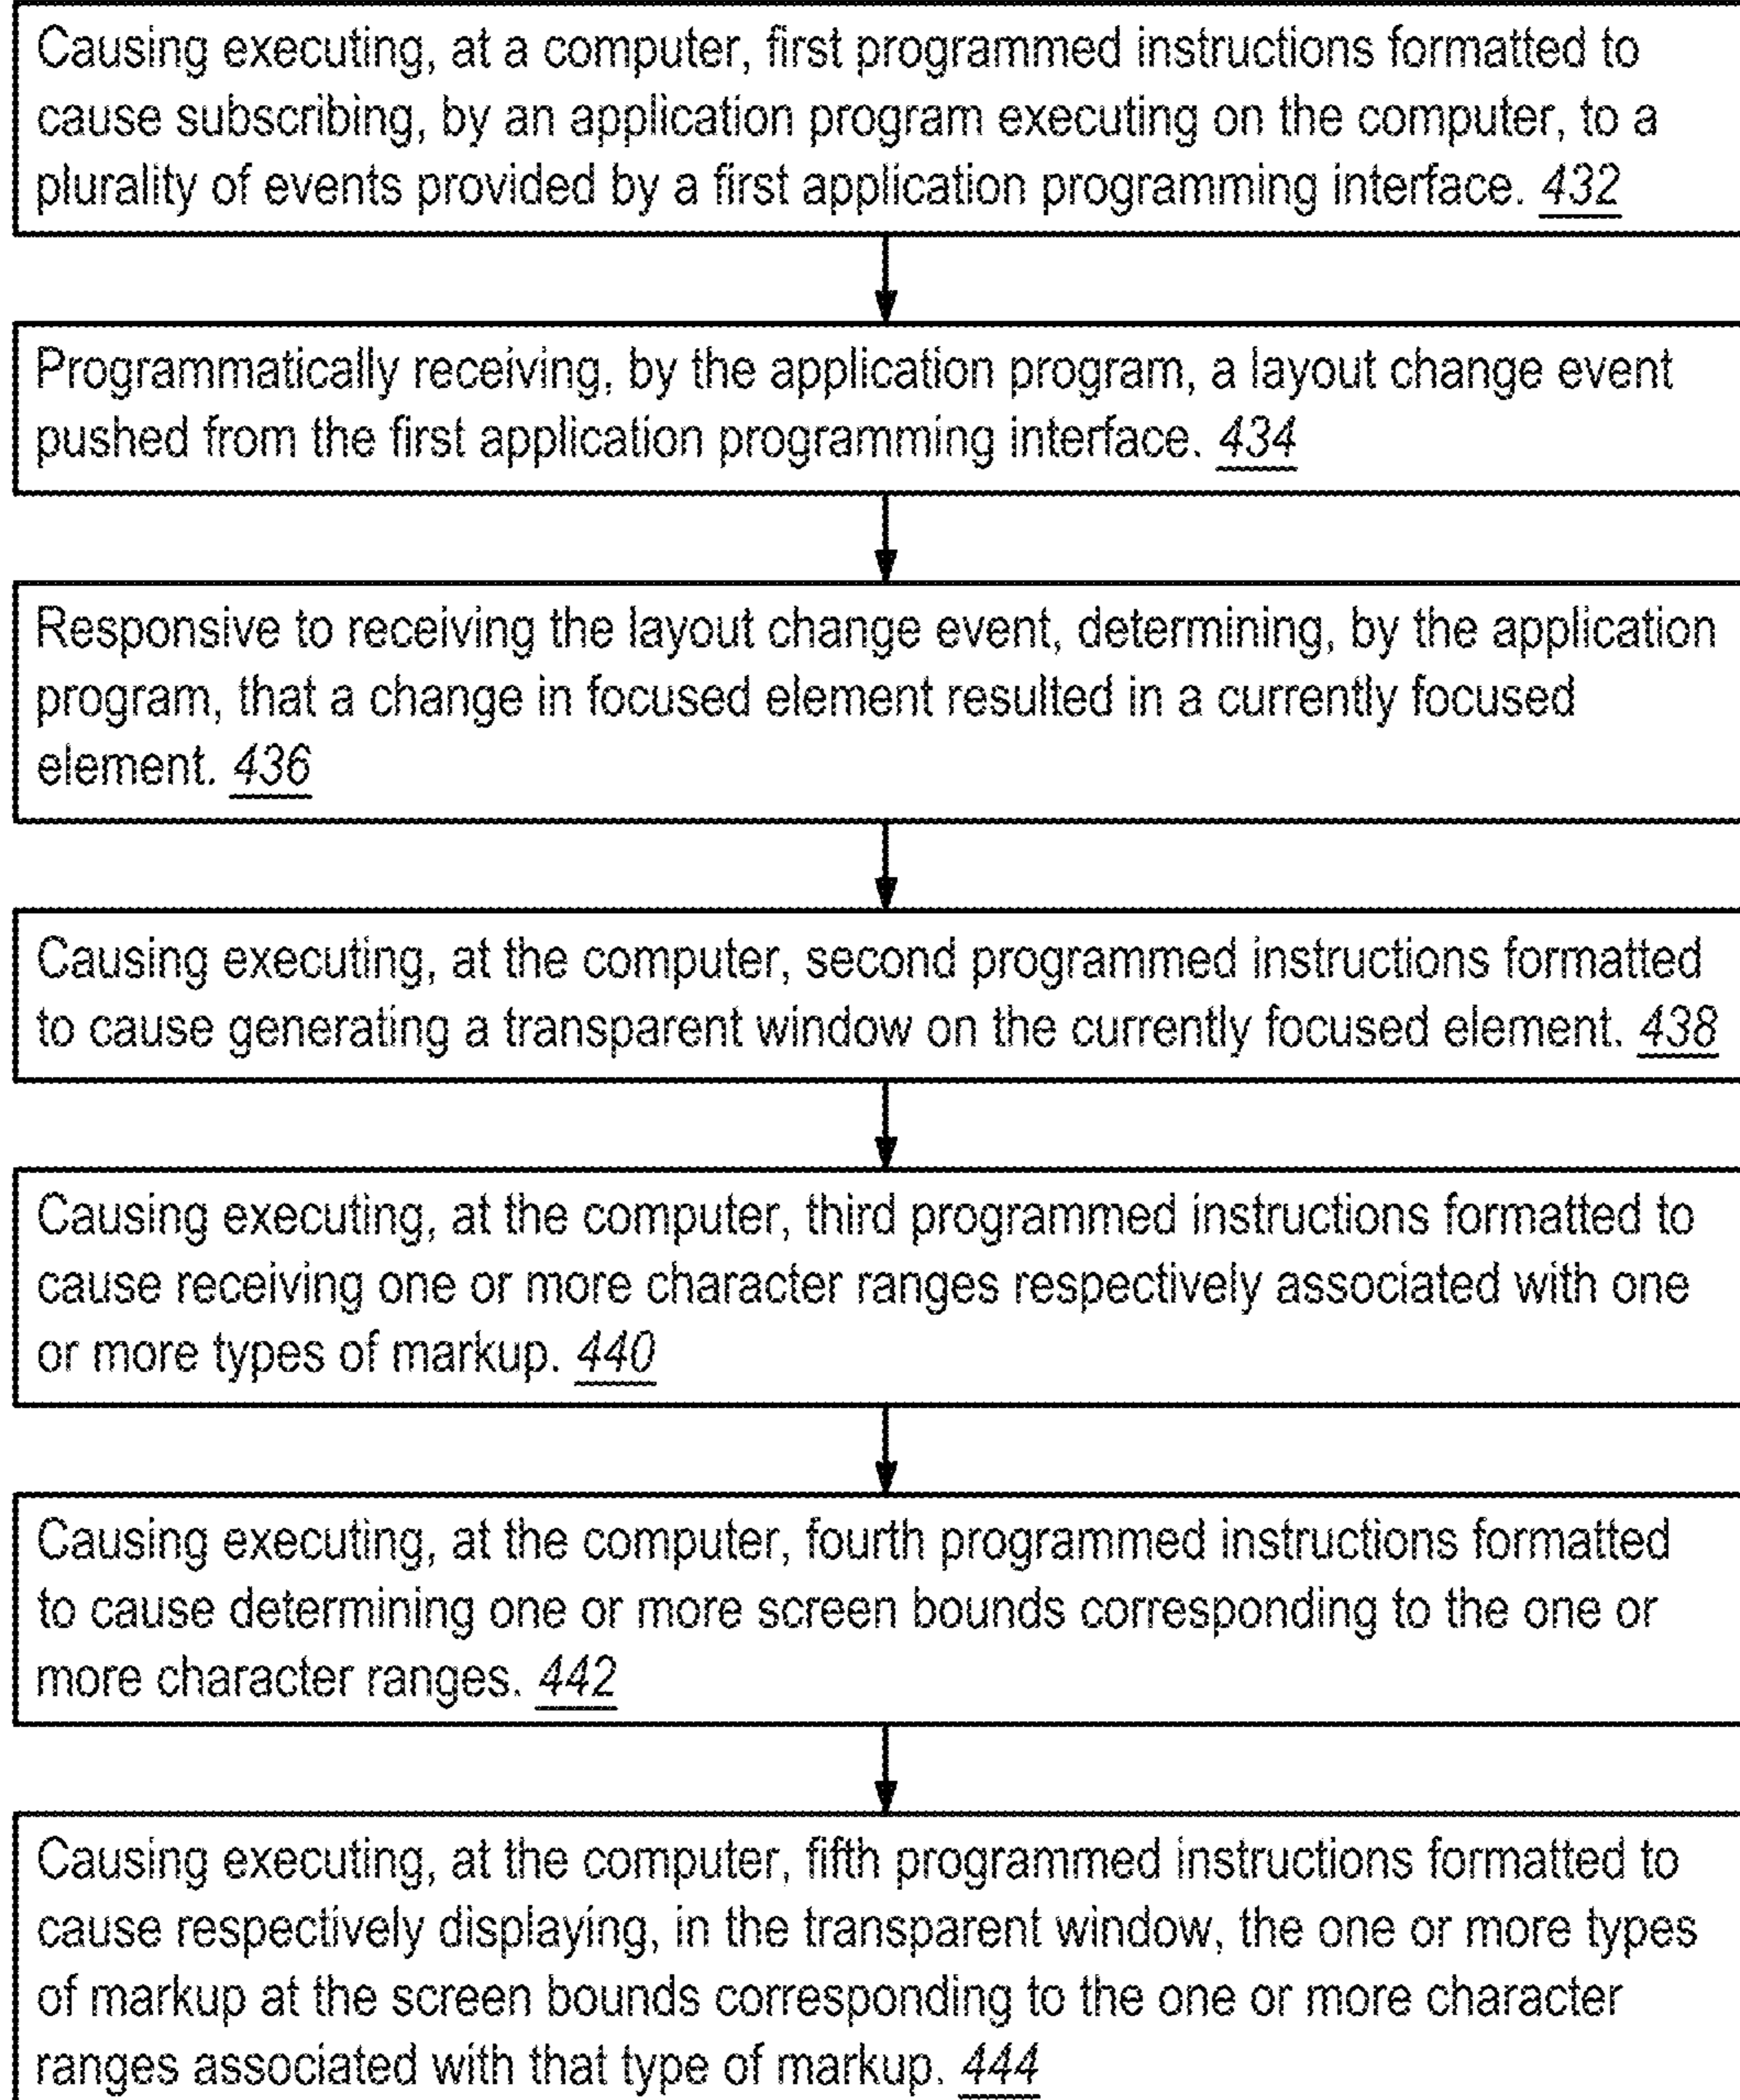 Causing executing, at a computer, first programmed instructions formatted to
cause subscribing, by an application program executing on the computer, to a
plurality of events provided by a first application programming interface. 432
Programmatically receiving, by the application program, a layout change event
pushed from the first application programming interface. 434
Responsive to receiving the layout change event, determining, by the application
program, that a change in focused element resulted in a currently focused
element. 436
Causing executing, at the computer, second programmed instructions formatted
to cause generating a transparent window on the currently focused element. 438
Causing executing, at the computer, third programmed instructions formatted to
cause receiving one or more character ranges respectively associated with one
or more types of markup. 440
Causing executing, at the computer, fourth programmed instructions formatted
to cause determining one or more screen bounds corresponding to the one or
more character ranges. 442
Causing executing, at the computer, fifth programmed instructions formatted to
cause respectively displaying, in the transparent window, the one or more types
of markup at the screen bounds corresponding to the one or more character
ranges associated with that type of markup. 444